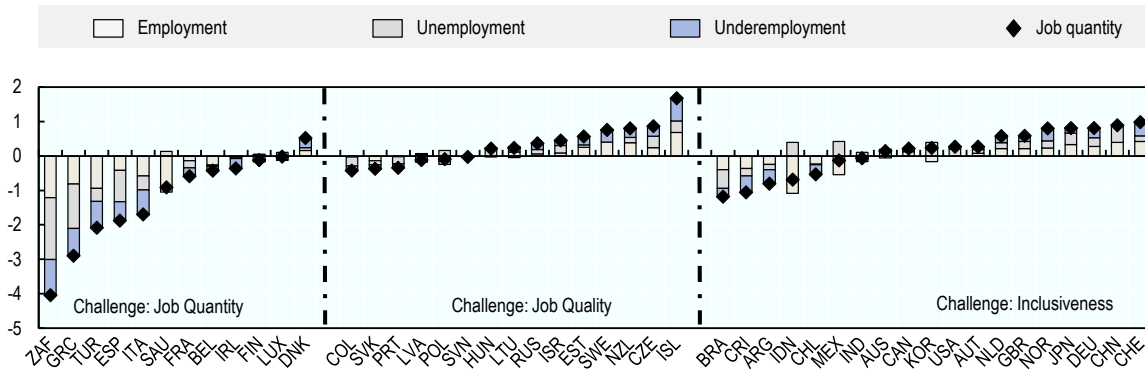 Employment Unemployment Underemployment Job quantity
2
1
0
-1
-2
-3
-4
-5
Challenge: Job Quantity Challenge: Job Quality Challenge: Inclusiveness
ZAF GRC TUR ESP ITA SAU FRA BEL IRL FIN LUX DNK COL SVK PRT LVA POL SVN HUN LTU RUS ISR EST SWE NZL CZE ISL BRA CRI ARG IDN CHL MEX IND AUS CAN KOR USA AUT NLD GBR NOR JPN DEU CHN CHE